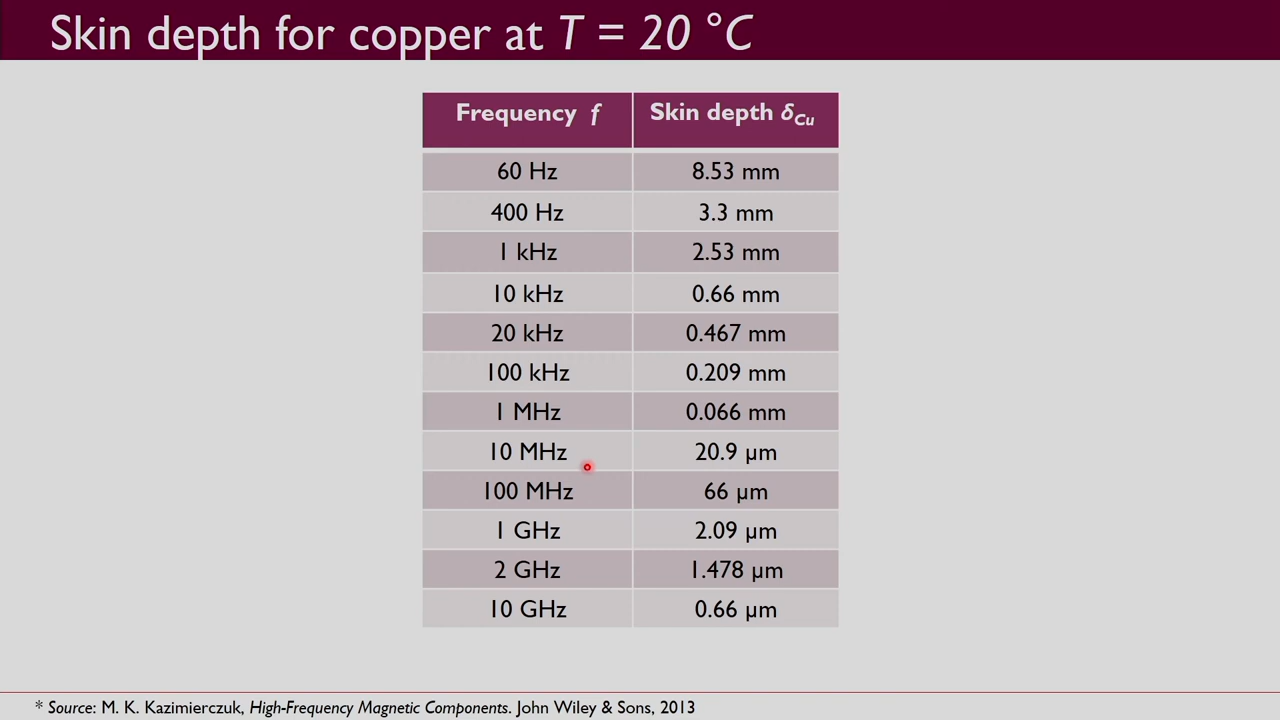 Skin depth for copper at T = 20 °C
Frequency f Skin depth δCu
60 Hz 8.53 mm
400 Hz 3.3 mm
1 kHz 2.53 mm
10 kHz 0.66 mm
20 kHz 0.467 mm
100 kHz 0.209 mm
1 MHz 0.066 mm
10 MHz 20.9 µm
100 MHz 66 µm
1 GHz 2.09 µm
2 GHz 1.478 µm
10 GHz 0.66 µm
* Source: M. K. Kazimierczuk, High-Frequency Magnetic Components. John Wiley & Sons, 2013